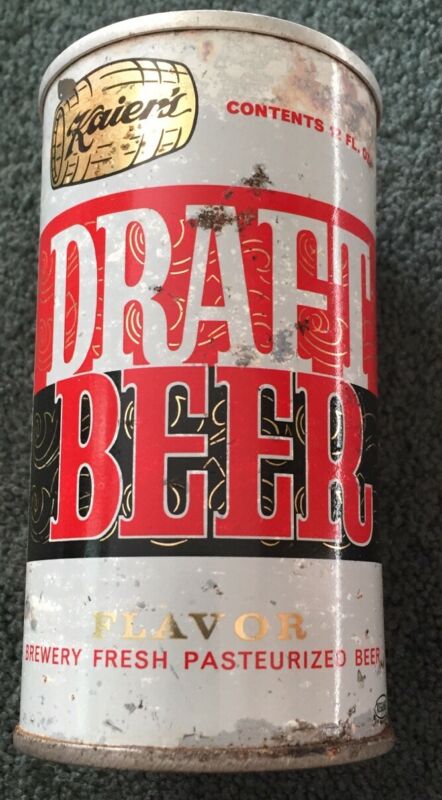 Kaier's
CONTENTS 12 FL. OZ.
DRAFT
BEER
FLAVOR
BREWERY FRESH PASTEURIZED BEER